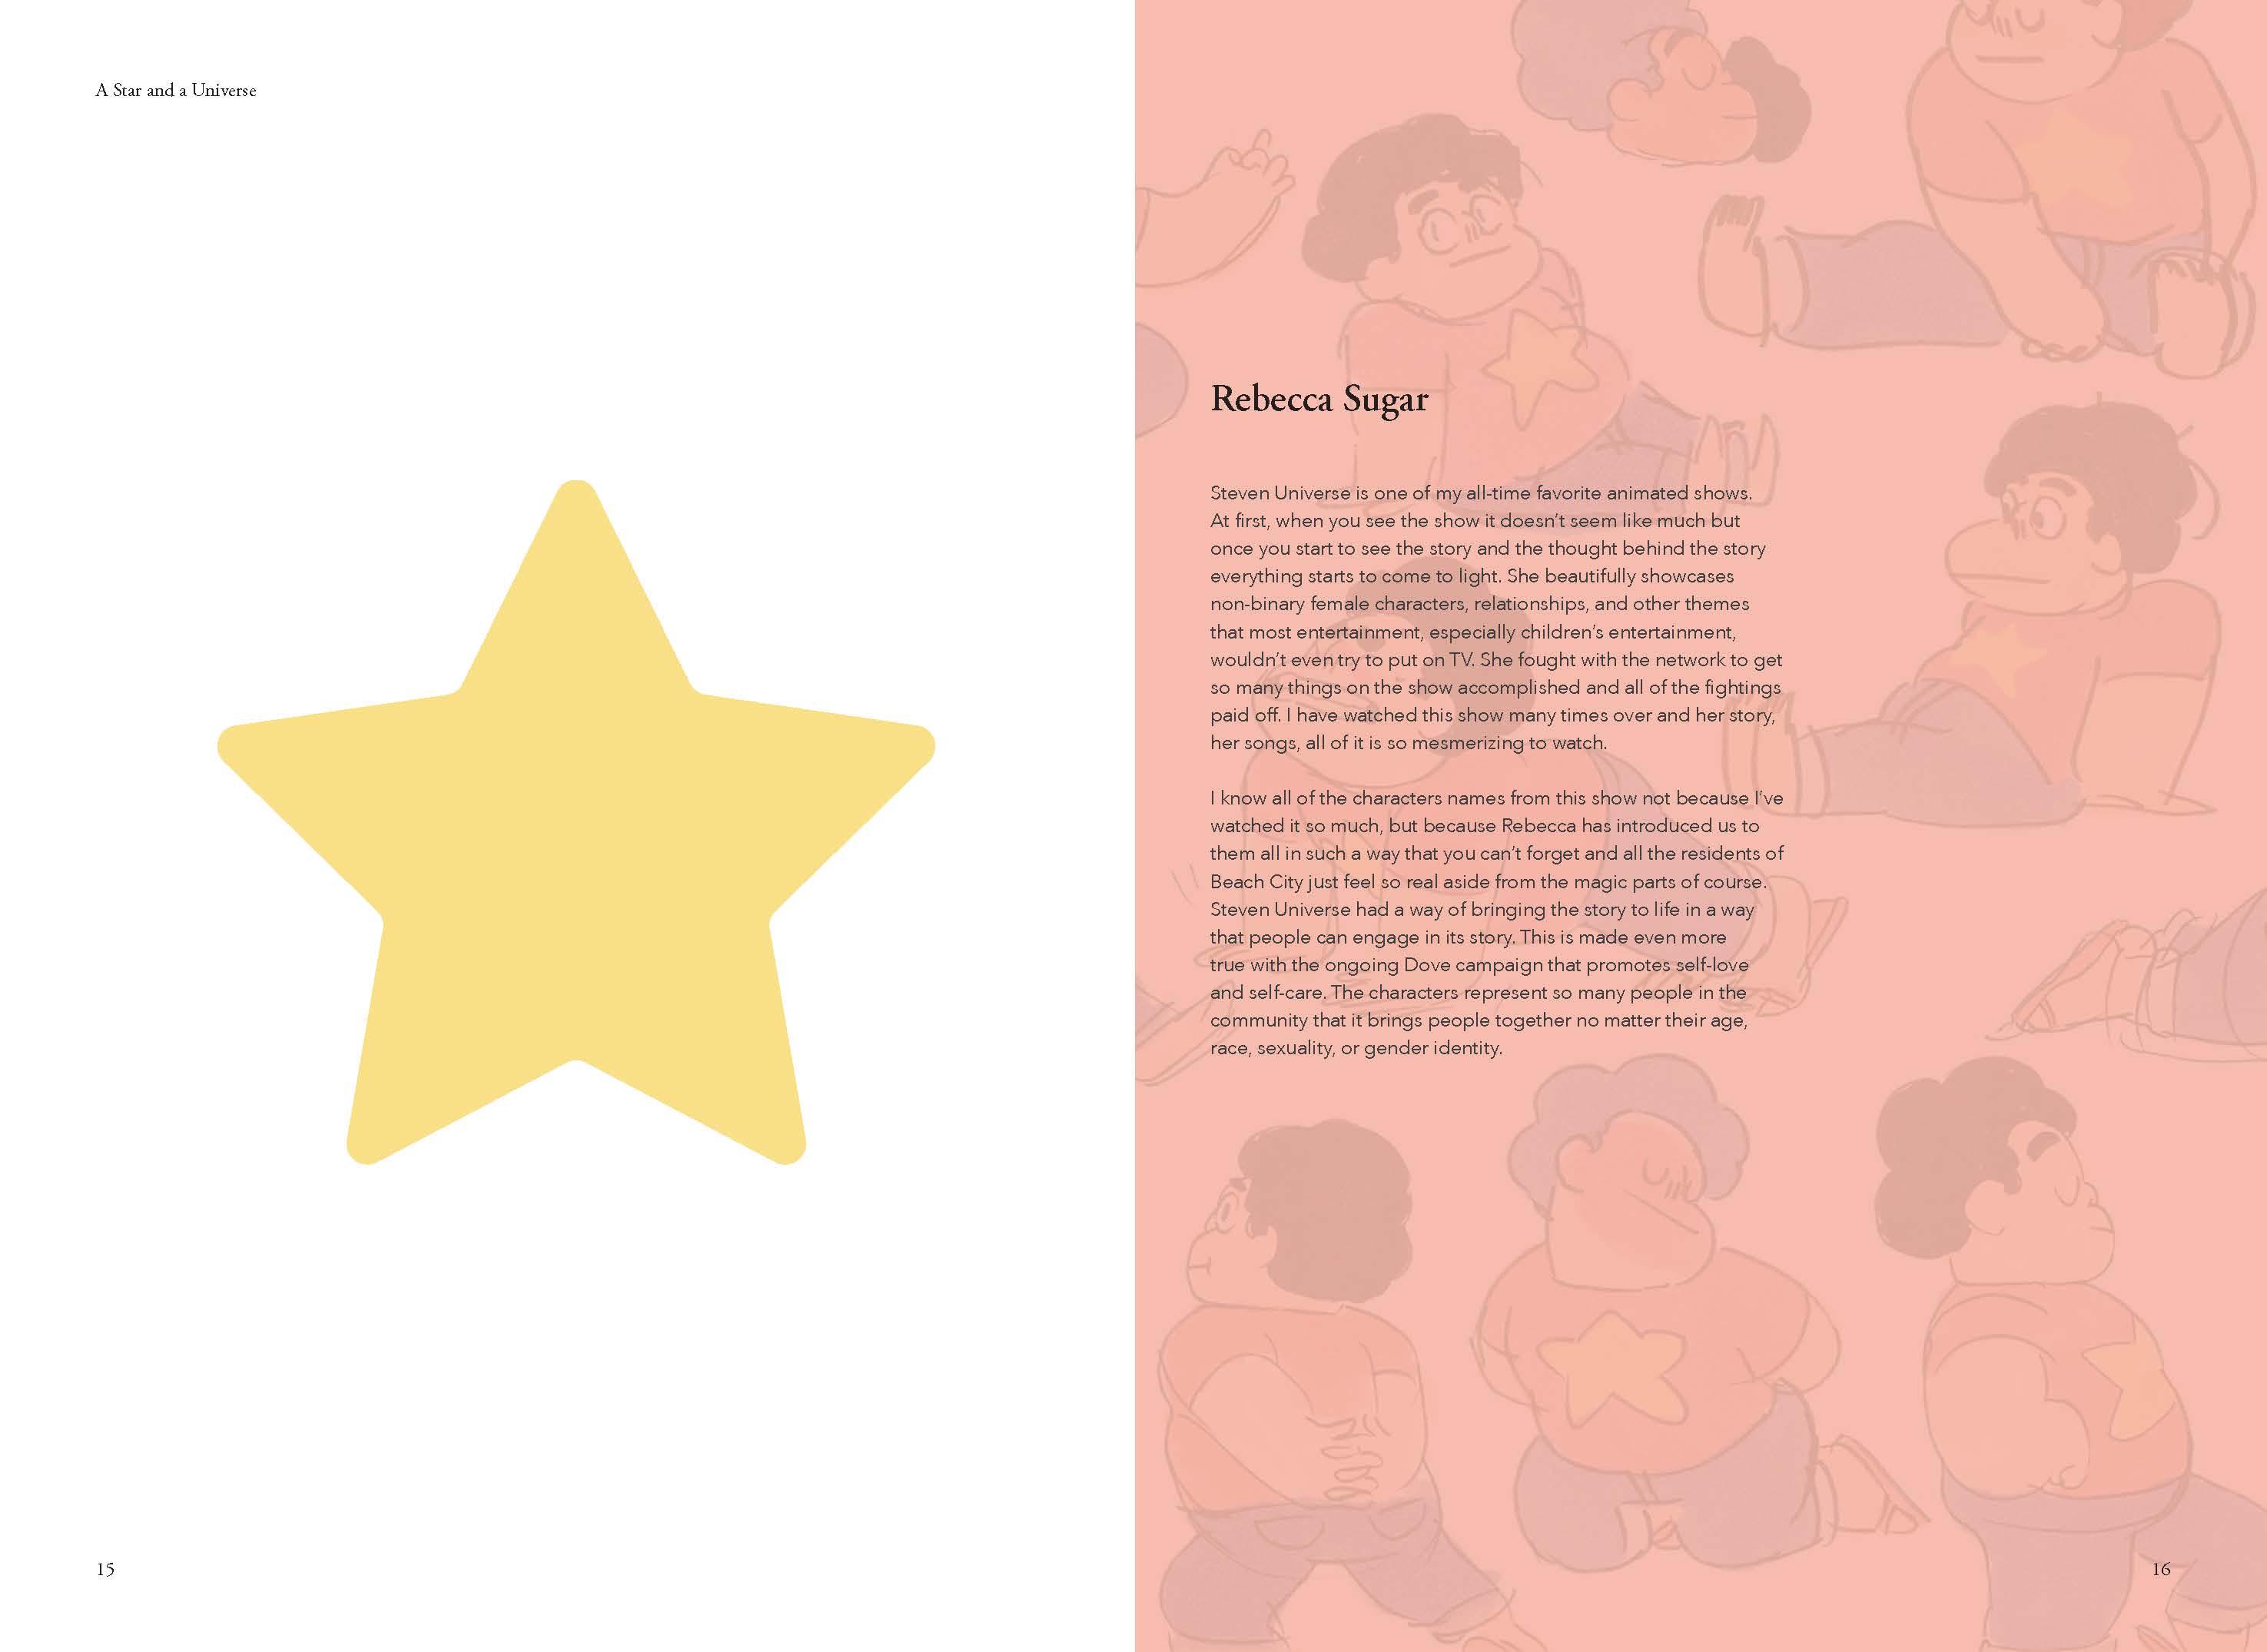 A Star and a Universe
15
Rebecca Sugar
Steven Universe is one of my all-time favorite animated shows.
At first, when you see the show it doesn't seem like much but
once you start to see the story and the thought behind the story
everything starts to come to light. She beautifully showcases
non-binary female characters, relationships, and other themes
that most entertainment, especially children's entertainment,
wouldn't even try to put on TV. She fought with the network to get
so many things on the show accomplished and all of the fightings
paid off. I have watched this show many times over and her story,
her songs, all of it is so mesmerizing to watch.
I know all of the characters names from this show not because I've
watched it so much, but because Rebecca has introduced us to
them all in such a way that you can't forget and all the residents of
Beach City just feel so real aside from the magic parts of course.
Steven Universe had a way of bringing the story to life in a way
that people can engage in its story. This is made even more
true with the ongoing Dove campaign that promotes self-love
and self-care. The characters represent so many people in the
community that it brings people together no matter their age,
race, sexuality, or gender identity.
16